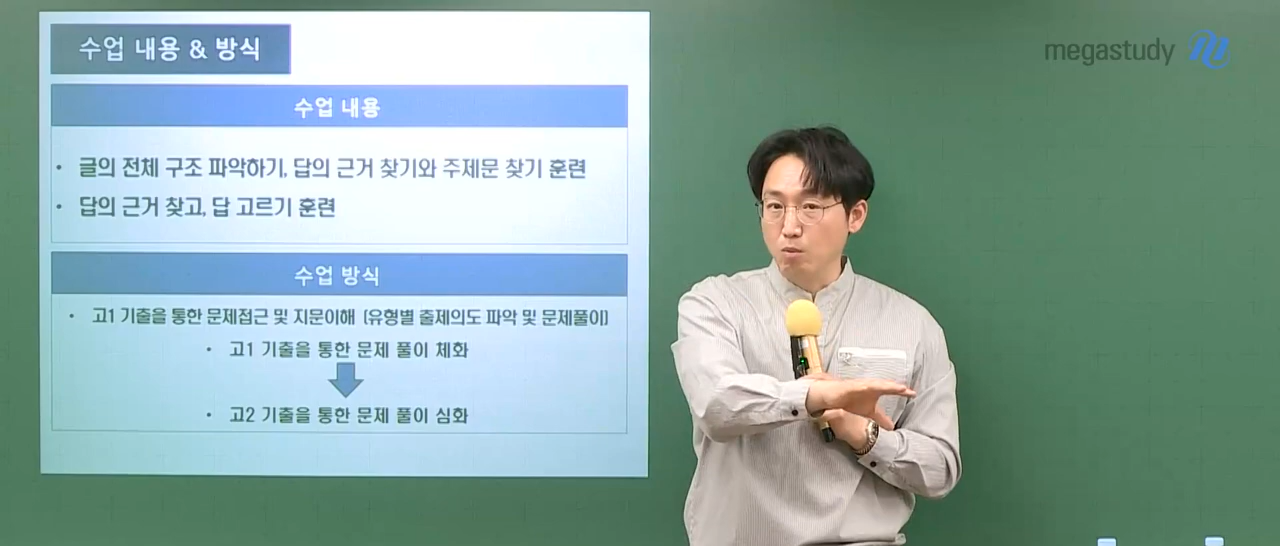 수업 내용 & 방식
megastudy
수업 내용
• 글의 전체 구조 파악하기, 답의 근거 찾기와 주제문 찾기 훈련
• 답의 근거 찾고, 답 고르기 훈련
수업 방식
• 고1 기출을 통한 문제접근 및 지문이해 (유형별 출제의도 파악 및 문제풀이)
• 고1 기출을 통한 문제 풀이 체화
• 고2 기출을 통한 문제 풀이 심화